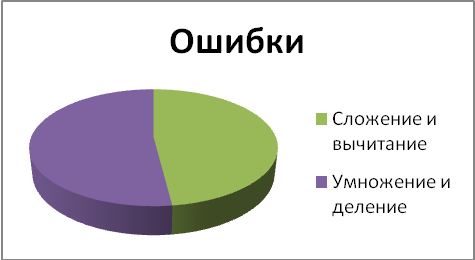 Ошибки
Сложение и
вычитание
Умножение и
деление